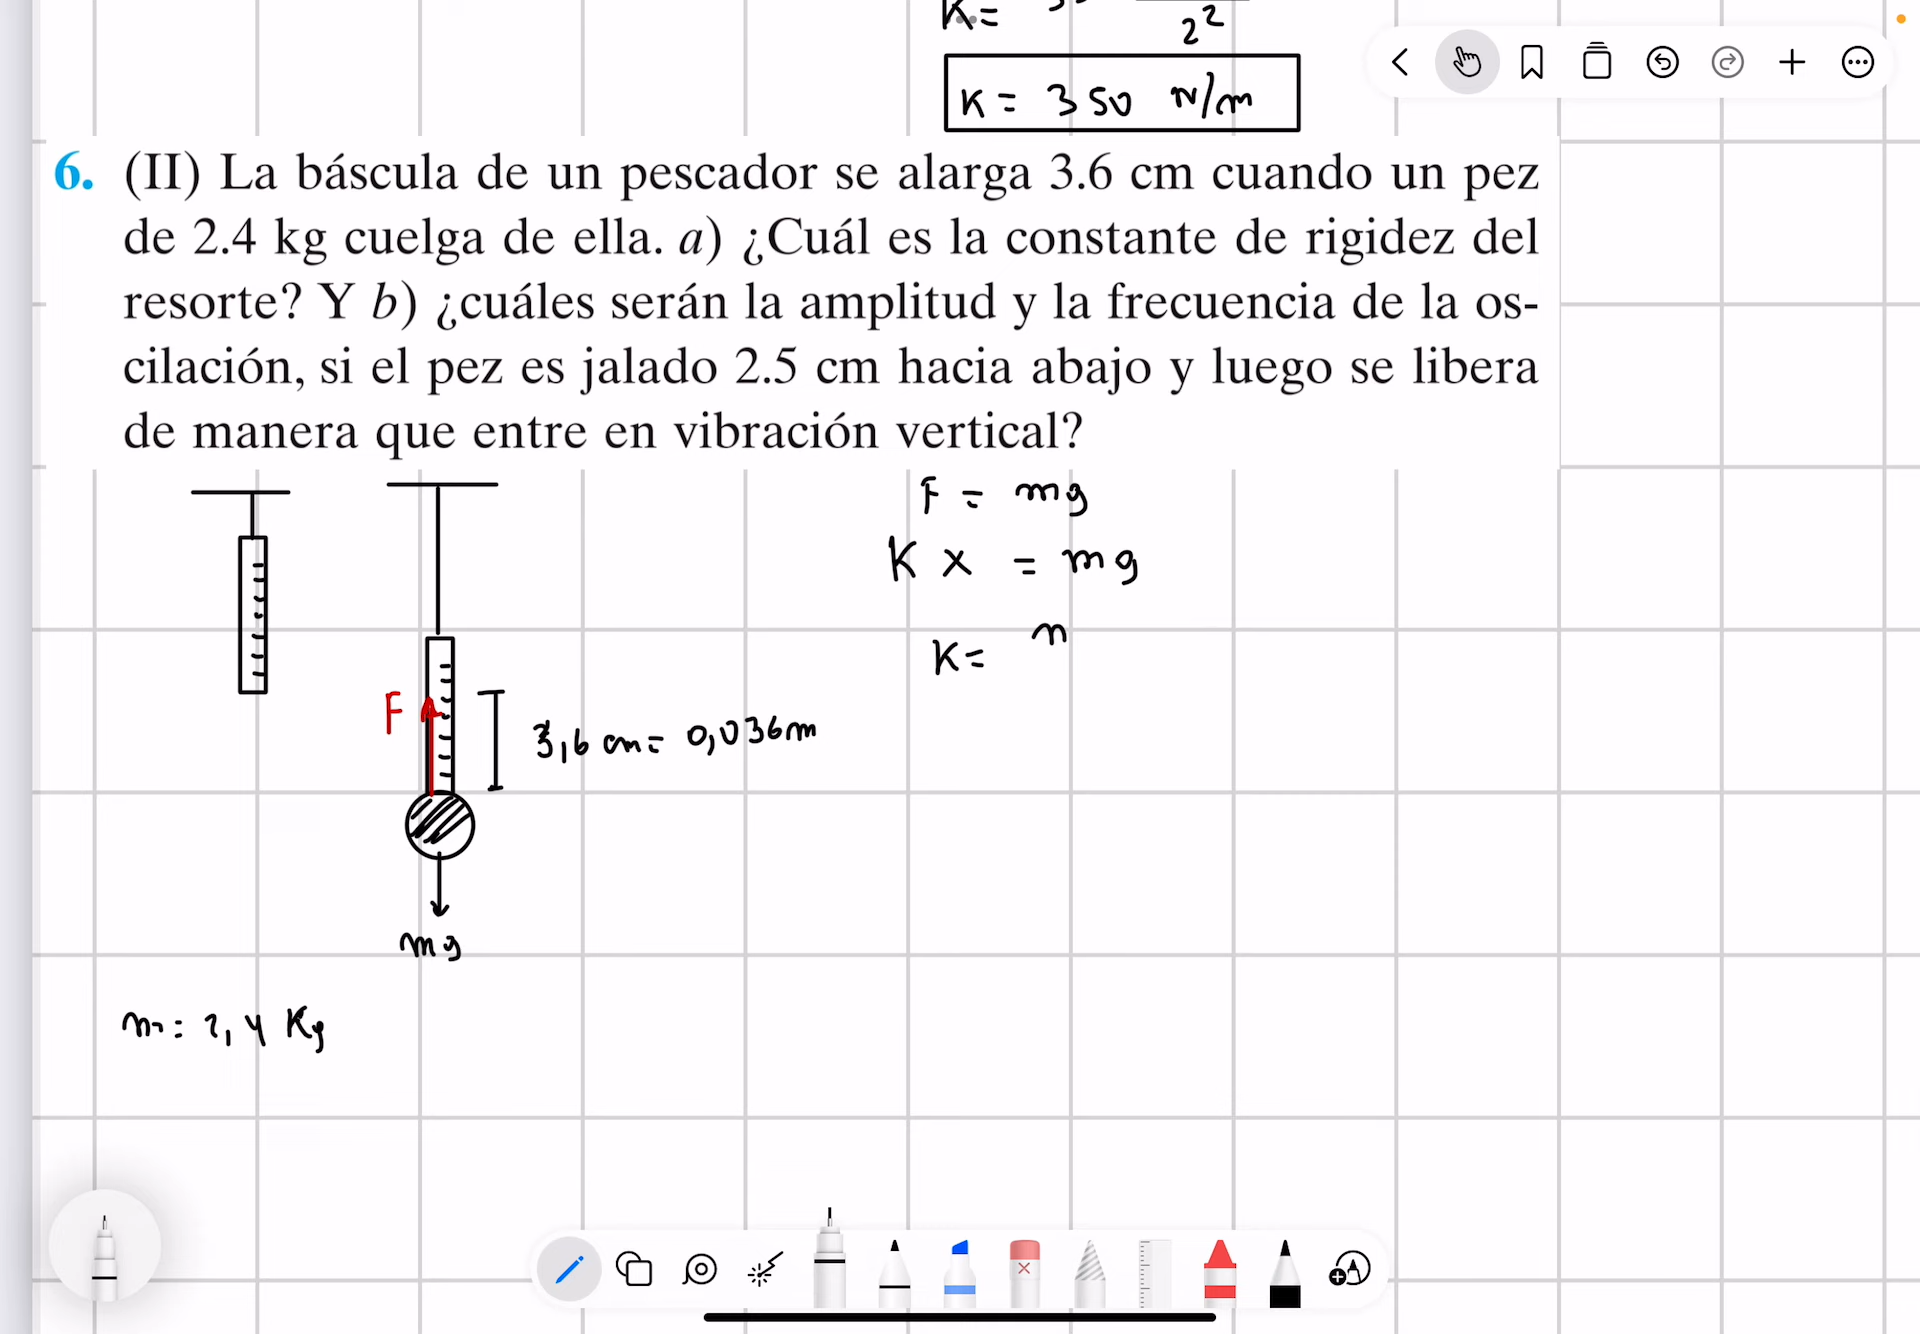 K=
2²
K = 350 N/m
6. (II) La báscula de un pescador se alarga 3.6 cm cuando un pez
de 2.4 kg cuelga de ella. a) ¿Cuál es la constante de rigidez del
resorte? Y b) ¿cuáles serán la amplitud y la frecuencia de la os-
cilación, si el pez es jalado 2.5 cm hacia abajo y luego se libera
de manera que entre en vibración vertical?
F = mg
K x = mg
K= m
F
3,6 cm = 0,036m
mg
m = 2,4 Kg